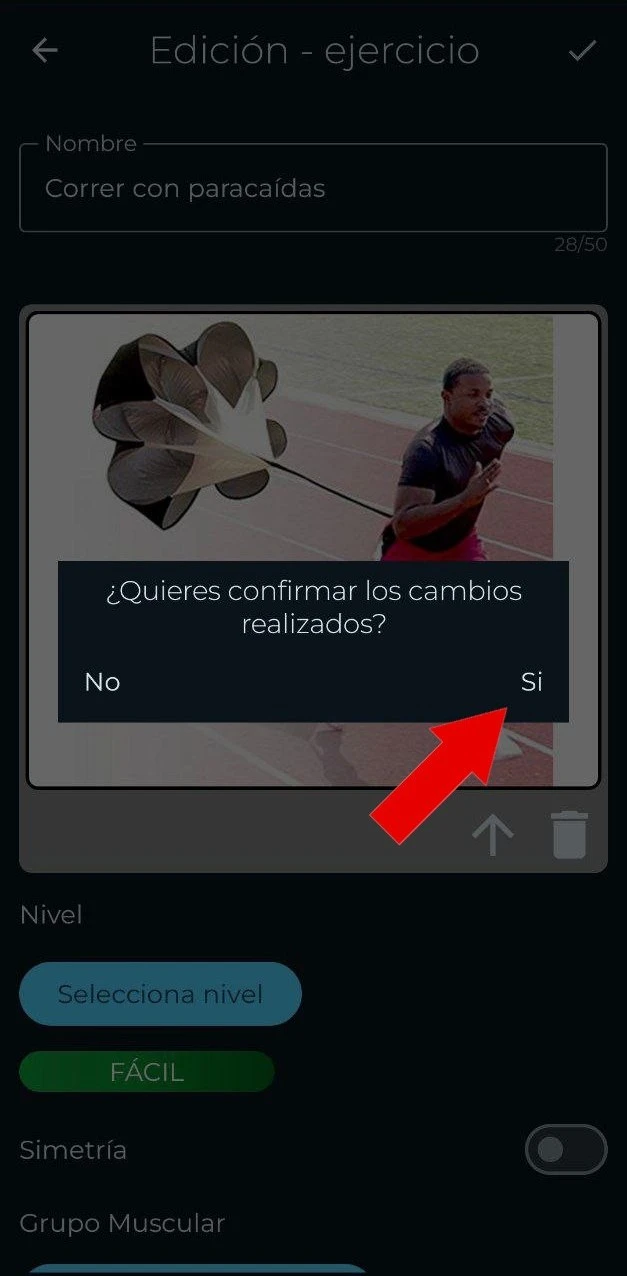 Edición - ejercicio
Nombre
Correr con paracaídas
28/50
¿Quieres confirmar los cambios
realizados?
No
Si
Nivel
Selecciona nivel
FÁCIL
Simetría
Grupo Muscular